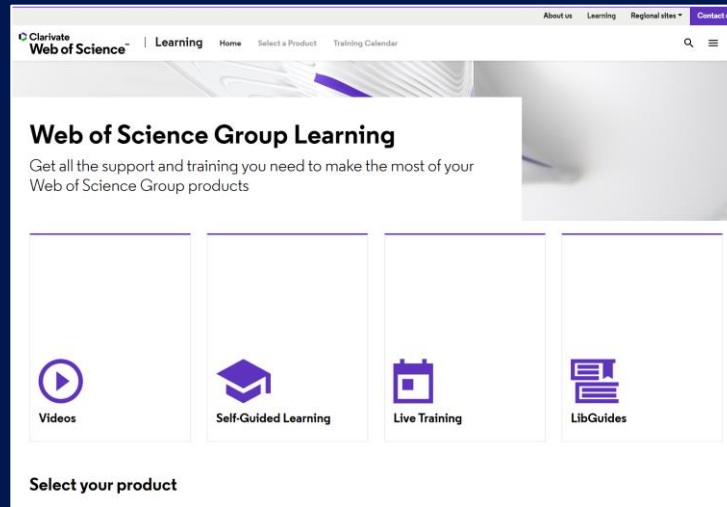 About us Learning Regional sites Contact
Clarivate
Web of Science™ | Learning Home Select a Product Training Calendar
Web of Science Group Learning
Get all the support and training you need to make the most of your
Web of Science Group products
Videos Self-Guided Learning Live Training LibGuides
Select your product